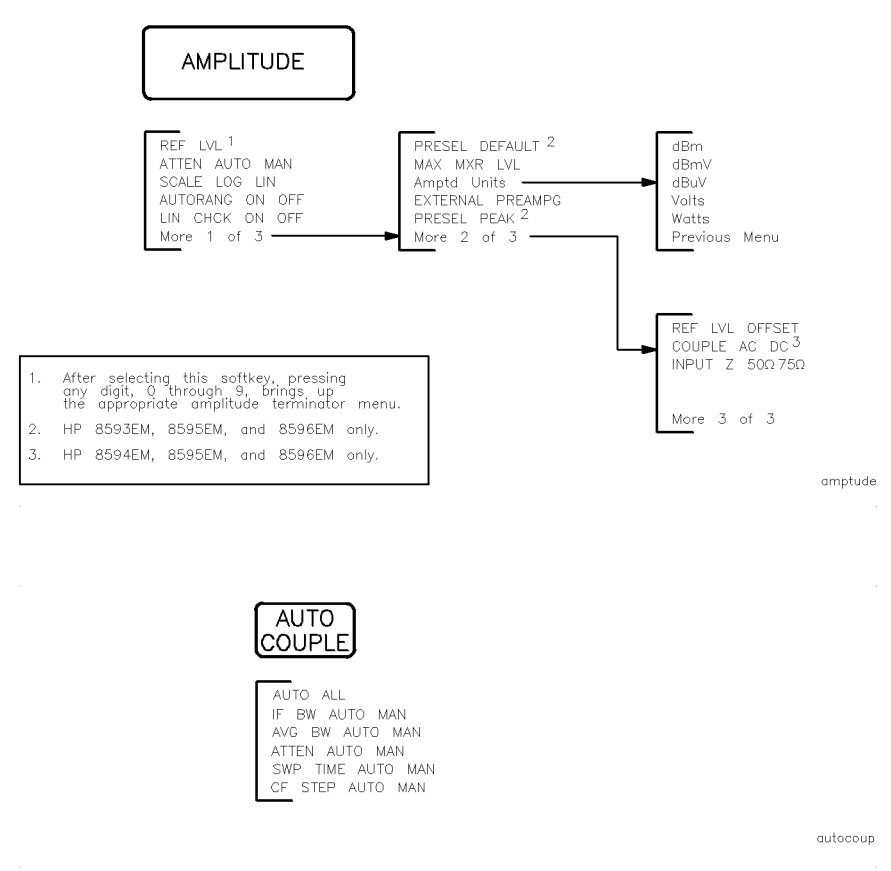 AMPLITUDE
REF LVL 1
ATTEN AUTO MAN
SCALE LOG LIN
AUTORANG ON OFF
LIN CHCK ON OFF
More 1 of 3
PRESEL DEFAULT 2
MAX MXR LVL
Amptd Units
EXTERNAL PREAMPG
PRESEL PEAK 2
More 2 of 3
dBm
dBmV
dBuV
Volts
Watts
Previous Menu
REF LVL OFFSET
COUPLE AC DC 3
INPUT Z 50Ω 75Ω
More 3 of 3
1. After selecting this softkey, pressing
any digit, 0 through 9, brings up
the appropriate amplitude terminator menu.
2. HP 8593EM, 8595EM, and 8596EM only.
3. HP 8594EM, 8595EM, and 8596EM only.
amptude
AUTO
COUPLE
AUTO ALL
IF BW AUTO MAN
AVG BW AUTO MAN
ATTEN AUTO MAN
SWP TIME AUTO MAN
CF STEP AUTO MAN
autocoup